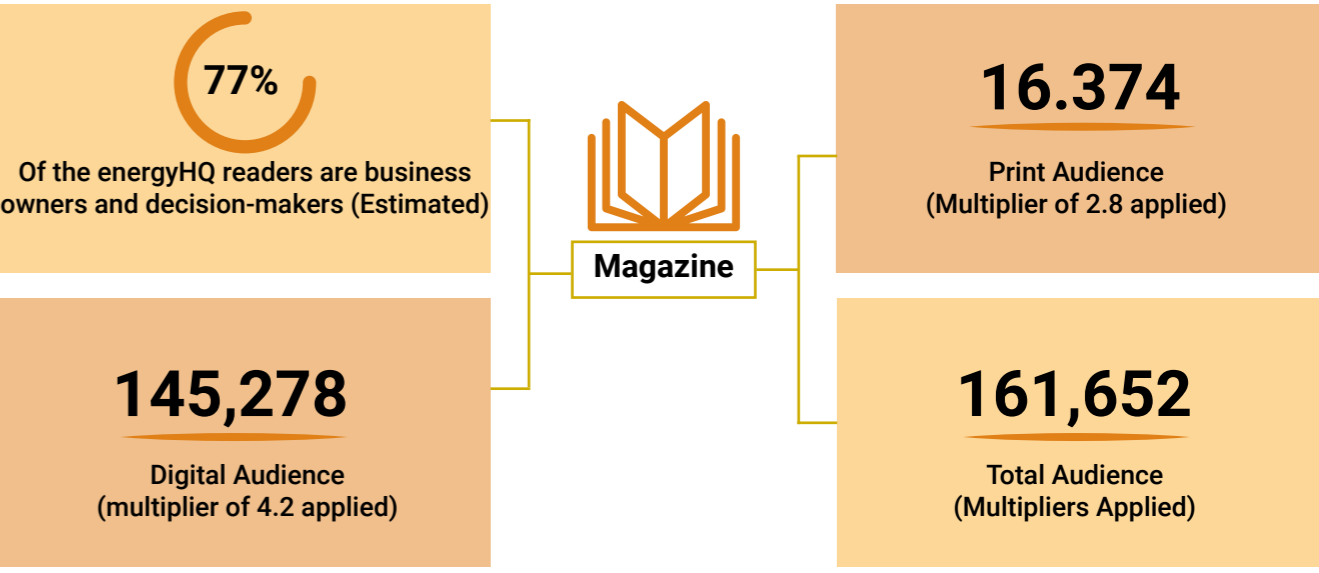 77%
Of the energyHQ readers are business
owners and decision-makers (Estimated)
145,278
Digital Audience
(multiplier of 4.2 applied)
Magazine
16.374
Print Audience
(Multiplier of 2.8 applied)
161,652
Total Audience
(Multipliers Applied)